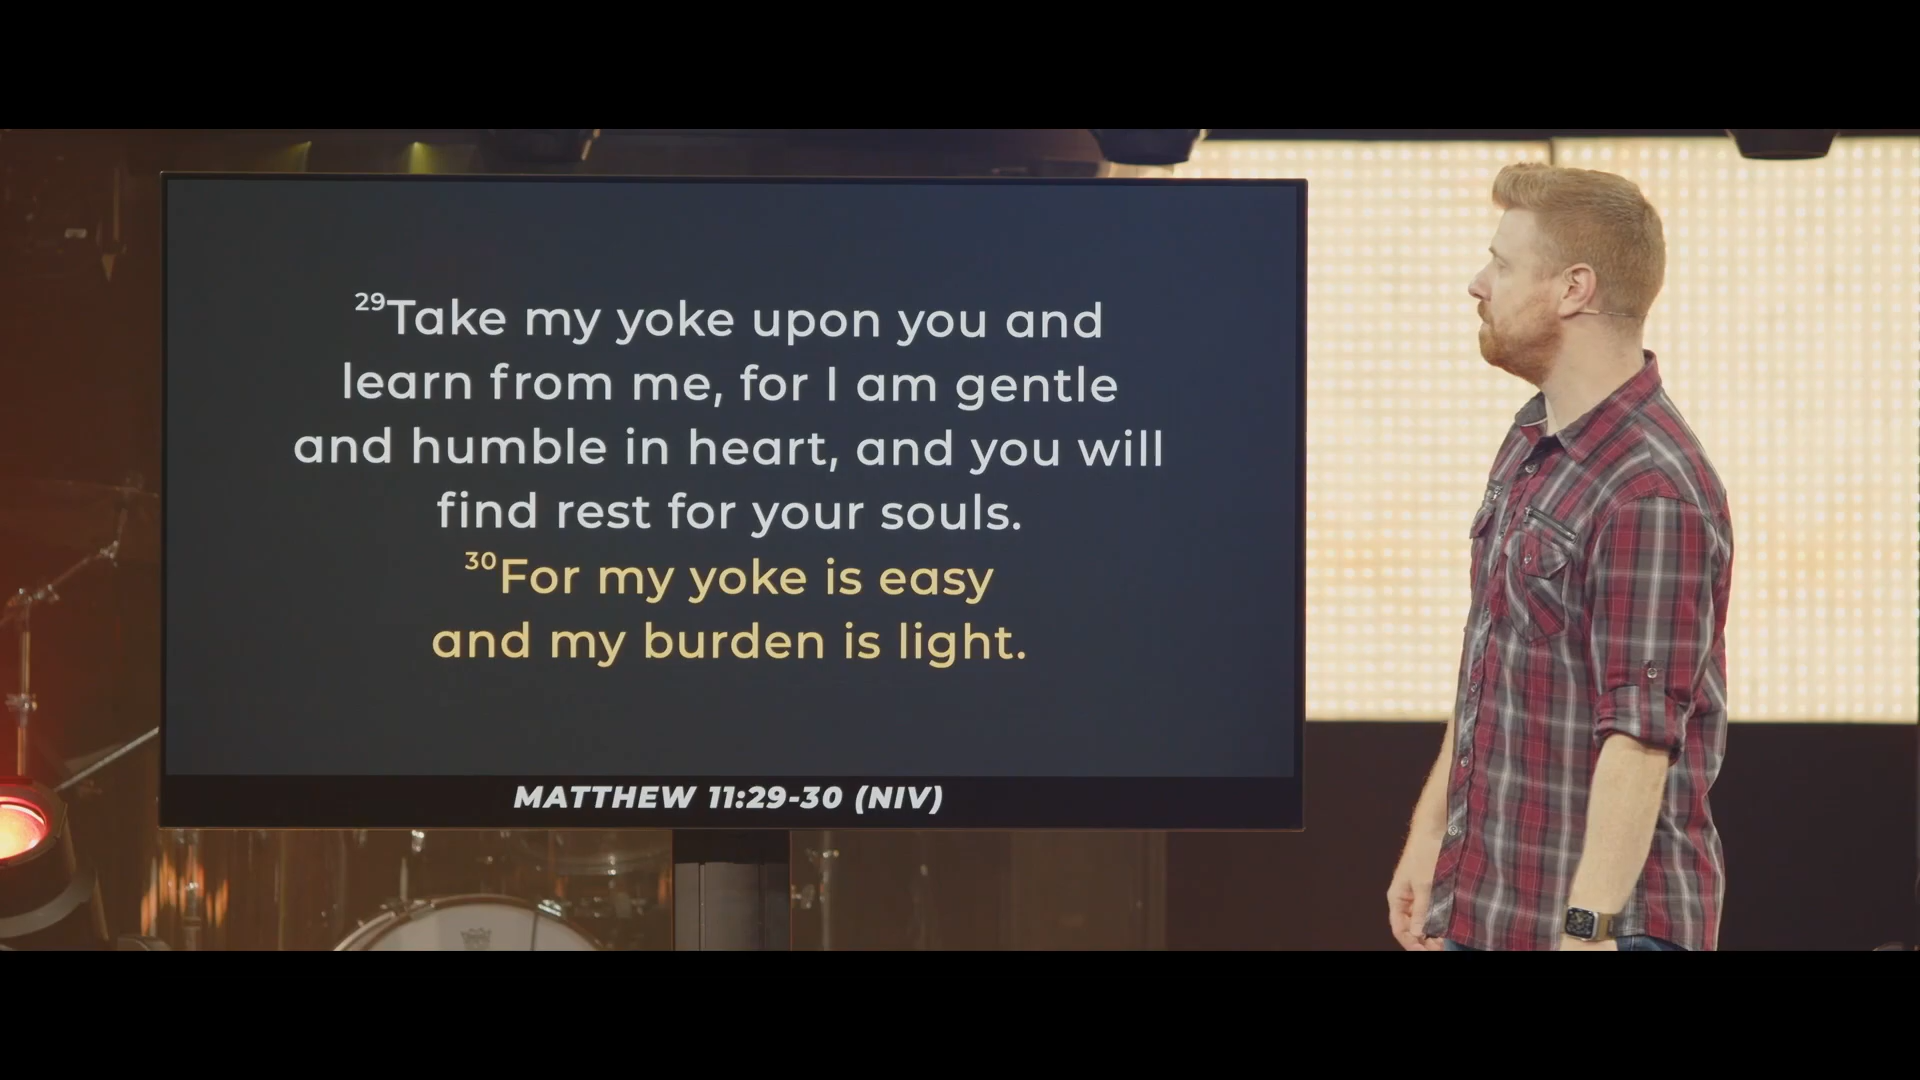 29Take my yoke upon you and
learn from me, for I am gentle
and humble in heart, and you will
find rest for your souls.
30For my yoke is easy
and my burden is light.
MATTHEW 11:29-30 (NIV)